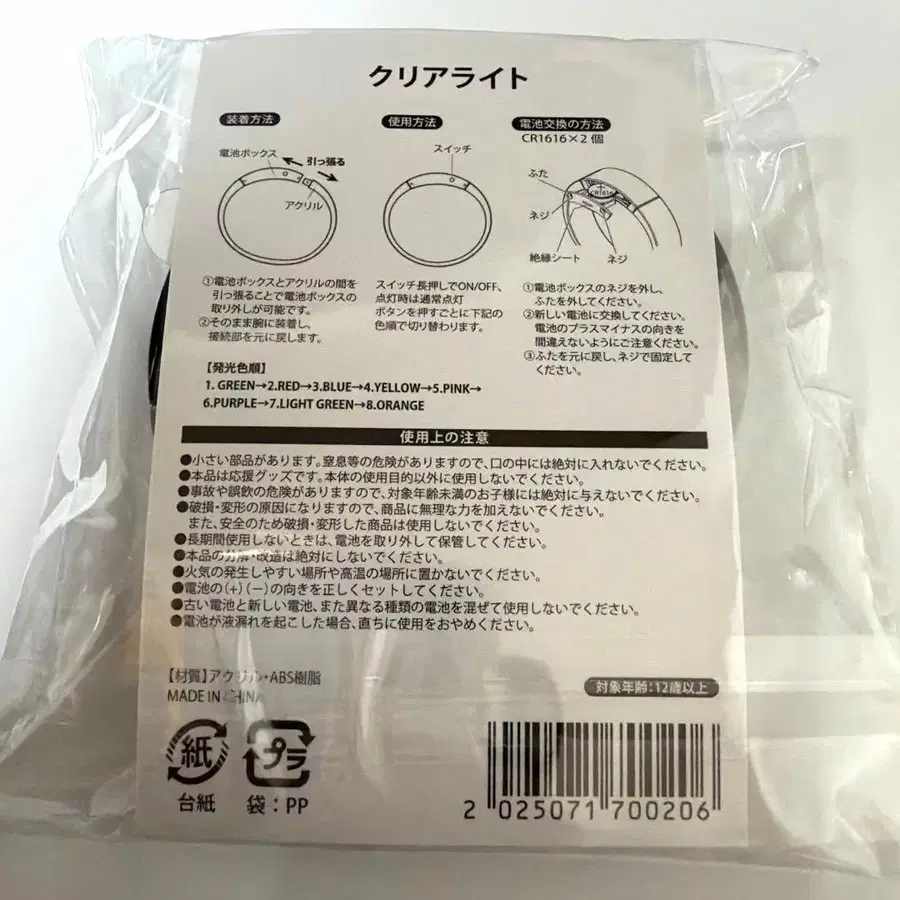 クリアライト
装着方法
電池ボックス
引っ張る
アクリル
①電池ボックスとアクリルの間を
引っ張ることで電池ボックスの
取り外しが可能です。
②そのまま腕に装着し、
接続部を元に戻します。
使用方法
スイッチ
スイッチ長押しでON/OFF、
点灯時は通常点灯
ボタンを押すごとに下記の
色順で切り替わります。
電池交換の方法
CR1616×2個
ふた
CR1616
ネジ
絶縁シート
ネジ
①電池ボックスのネジを外し、
ふたを外してください。
②新しい電池に交換してください。
電池のプラスマイナスの向きを
間違えないようにご注意ください。
③ふたを元に戻し、ネジで固定して
ください。
【発光色順】
1. GREEN→2.RED→3.BLUE→4.YELLOW→5.PINK→
6.PURPLE→7.LIGHT GREEN→8.ORANGE
使用上の注意
●小さい部品があります。窒息等の危険がありますので、口の中には絶対に入れないでください。
●本品は応援グッズです。本体の使用目的以外に使用しないでください。
●事故や誤飲の危険がありますので、対象年齢未満のお子様には絶対に与えないでください。
●破損・変形の原因になりますので、商品に無理な力を加えないでください。
また、安全のため破損・変形した商品は使用しないでください。
●長期間使用しないときは、電池を取り外して保管してください。
●本品の分解・改造は絶対にしないでください。
●火気の発生しやすい場所や高温の場所に置かないでください。
●電池の(+)(−)の向きを正しくセットしてください。
●古い電池と新しい電池、また異なる種類の電池を混ぜて使用しないでください。
●電池が液漏れを起こした場合、直ちに使用をおやめください。
【材質】アクリル・ABS樹脂
MADE IN CHINA
対象年齢：12歳以上
紙
台紙
プラ
袋：PP
2 025071 700206